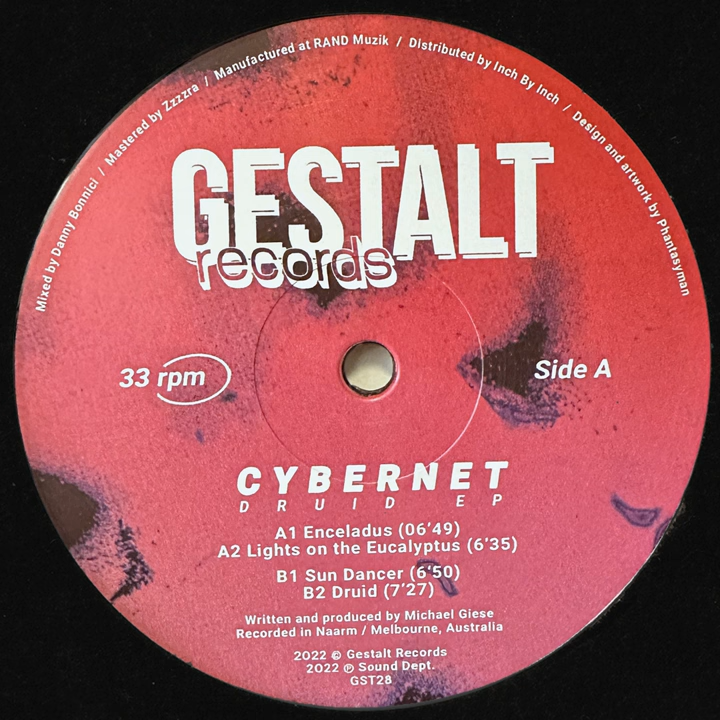 Mixed by Danny Bonnici / Mastered by Zzzzra / Manufactured at RAND Muzik / Distributed by Inch By Inch / Design and artwork by Phantasyman
GESTALT
records
33 rpm
Side A
CYBERNET
DRUID EP
A1 Enceladus (06'49)
A2 Lights on the Eucalyptus (6'35)
B1 Sun Dancer (6'50)
B2 Druid (7'27)
Written and produced by Michael Giese
Recorded in Naarm / Melbourne, Australia
2022 © Gestalt Records
2022 ℗ Sound Dept.
GST28